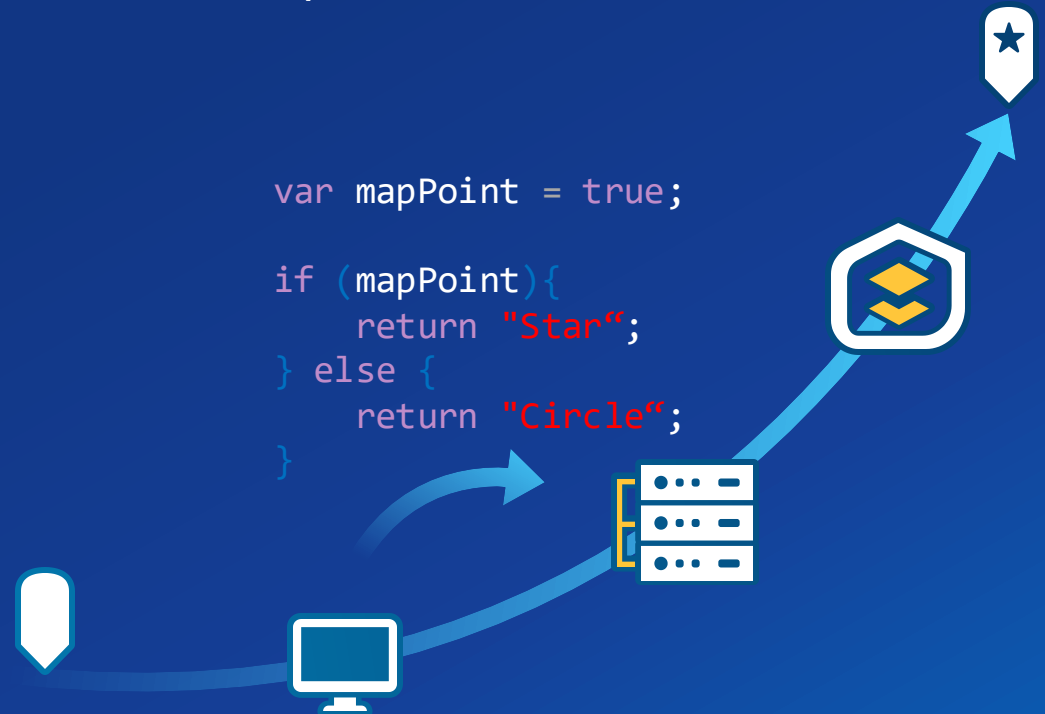 var mapPoint = true;
if (mapPoint){
return "Star“;
} else {
return "Circle“;
}